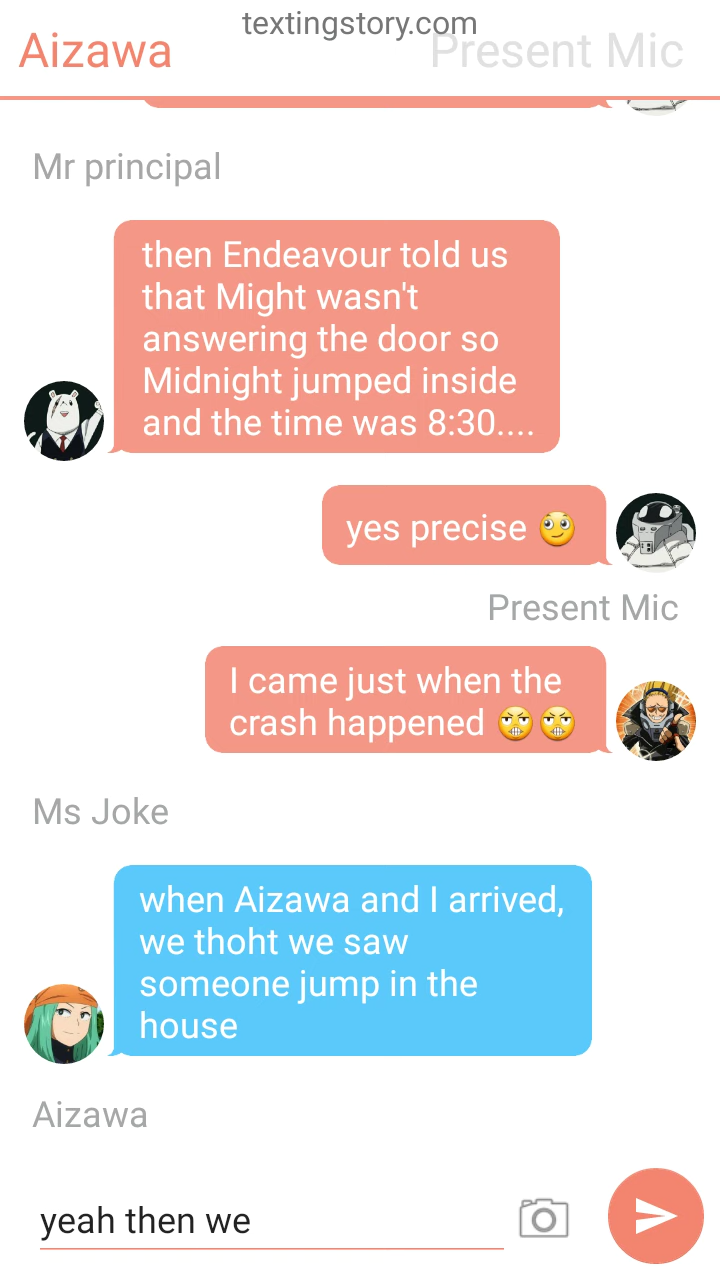 textingstory.com
Aizawa
Present Mic
Mr principal
then Endeavour told us
that Might wasn't
answering the door so
Midnight jumped inside
and the time was 8:30....
yes precise 🙄
Present Mic
I came just when the
crash happened 😬😬
Ms Joke
when Aizawa and I arrived,
we thoht we saw
someone jump in the
house
Aizawa
yeah then we